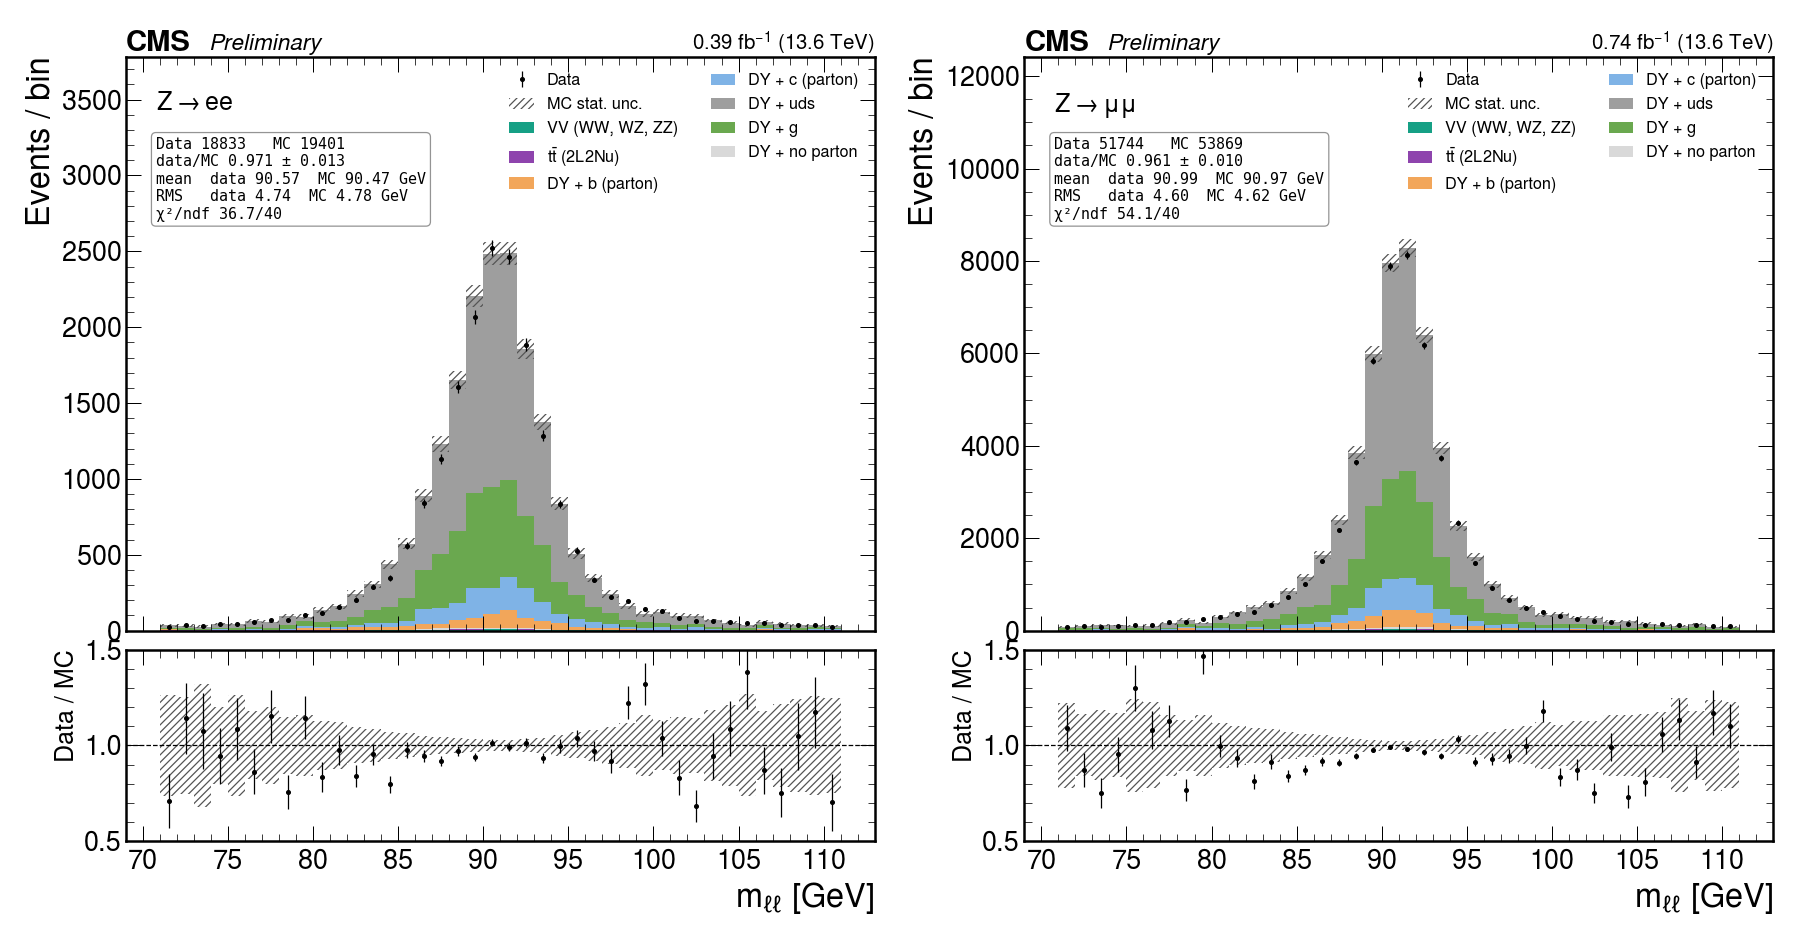 CMS Preliminary 0.39 fb⁻¹ (13.6 TeV)
Events / bin
Z → ee
Data 18833   MC 19401
data/MC 0.971 ± 0.013
mean  data 90.57  MC 90.47 GeV
RMS   data 4.74  MC 4.78 GeV
χ²/ndf 36.7/40
Data
MC stat. unc.
VV (WW, WZ, ZZ)
tt̄ (2L2Nu)
DY + b (parton)
DY + c (parton)
DY + uds
DY + g
DY + no parton
3500
3000
2500
2000
1500
1000
500
0
Data / MC
1.5
1.0
0.5
70 75 80 85 90 95 100 105 110
mℓℓ [GeV]
CMS Preliminary 0.74 fb⁻¹ (13.6 TeV)
Events / bin
Z → μμ
Data 51744   MC 53869
data/MC 0.961 ± 0.010
mean  data 90.99  MC 90.97 GeV
RMS   data 4.60  MC 4.62 GeV
χ²/ndf 54.1/40
Data
MC stat. unc.
VV (WW, WZ, ZZ)
tt̄ (2L2Nu)
DY + b (parton)
DY + c (parton)
DY + uds
DY + g
DY + no parton
12000
10000
8000
6000
4000
2000
0
Data / MC
1.5
1.0
0.5
70 75 80 85 90 95 100 105 110
mℓℓ [GeV]